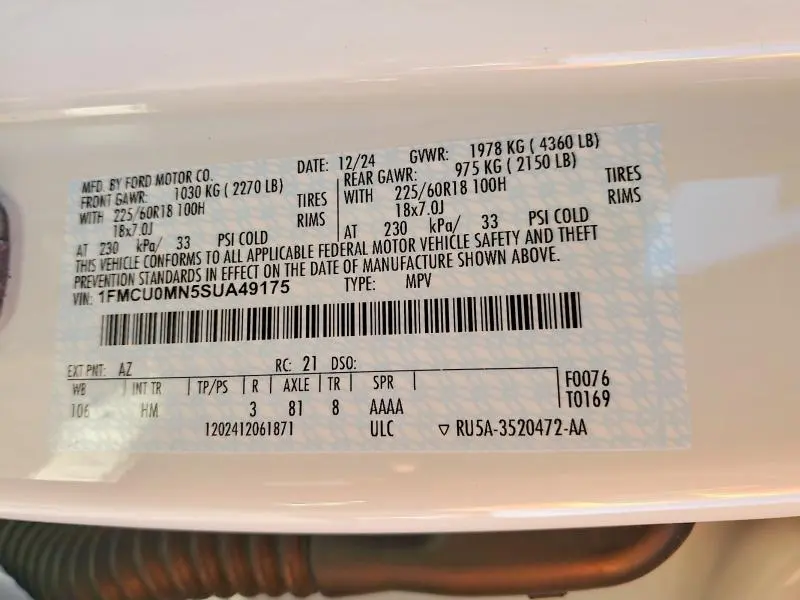 MFD. BY FORD MOTOR CO. DATE: 12/24 GVWR: 1978 KG ( 4360 LB)
FRONT GAWR: 1030 KG ( 2270 LB) REAR GAWR: 975 KG ( 2150 LB)
WITH 225/60R18 100H TIRES WITH 225/60R18 100H TIRES
18x7.0J RIMS 18x7.0J RIMS
AT 230 kPa/ 33 PSI COLD AT 230 kPa/ 33 PSI COLD
THIS VEHICLE CONFORMS TO ALL APPLICABLE FEDERAL MOTOR VEHICLE SAFETY AND THEFT
PREVENTION STANDARDS IN EFFECT ON THE DATE OF MANUFACTURE SHOWN ABOVE.
VIN: 1FMCU0MN5SUA49175 TYPE: MPV
EXT PNT: AZ RC: 21 DSO:
WB INT TR TP/PS R AXLE TR SPR F0076
106 HM 3 81 8 AAAA T0169
1202412061871 ULC ▽ RU5A-3520472-AA